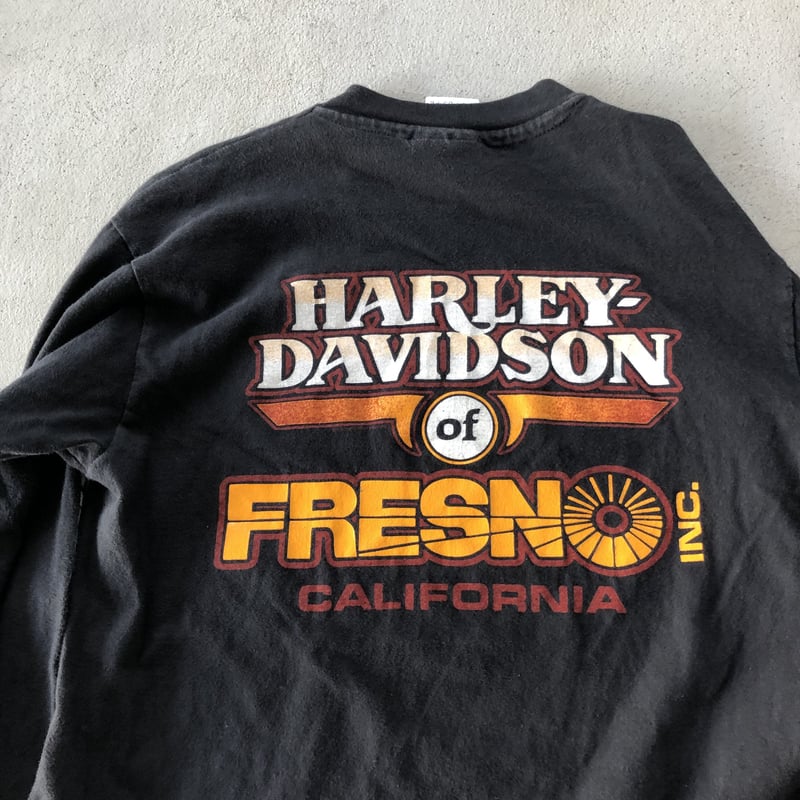 HARLEY-
DAVIDSON
of
FRESNO INC.
CALIFORNIA